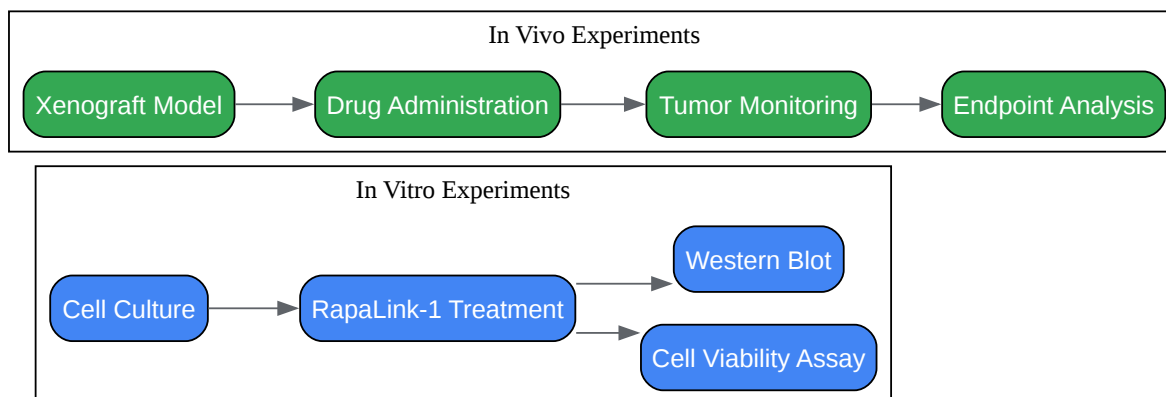 In Vivo Experiments
Xenograft Model
Drug Administration
Tumor Monitoring
Endpoint Analysis
In Vitro Experiments
Cell Culture
RapaLink-1 Treatment
Western Blot
Cell Viability Assay